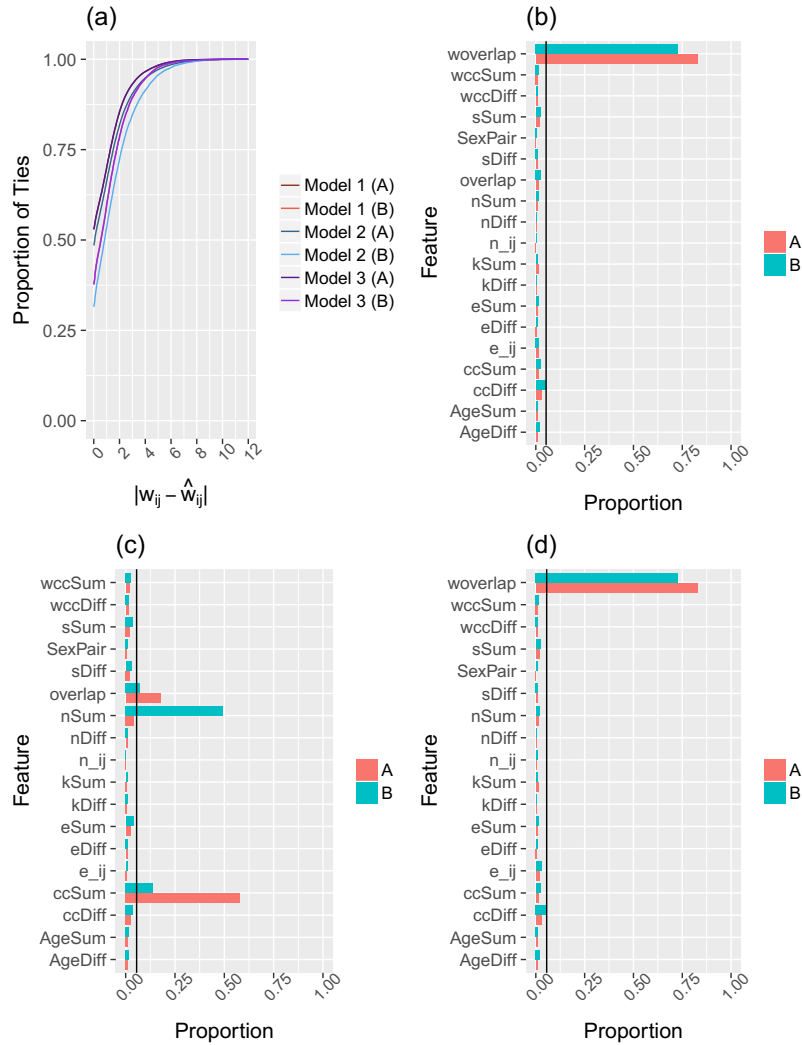 (a)
1.00
0.75
0.50
0.25
0.00
Proportion of Ties
0 2 4 6 8 10 12
|w_ij − ŵ_ij|
Model 1 (A)
Model 1 (B)
Model 2 (A)
Model 2 (B)
Model 3 (A)
Model 3 (B)
(b)
Feature
woverlap
wccSum
wccDiff
sSum
SexPair
sDiff
overlap
nSum
nDiff
n_ij
kSum
kDiff
eSum
eDiff
e_ij
ccSum
ccDiff
AgeSum
AgeDiff
0.00 0.25 0.50 0.75 1.00
Proportion
A
B
(c)
Feature
wccSum
wccDiff
sSum
SexPair
sDiff
overlap
nSum
nDiff
n_ij
kSum
kDiff
eSum
eDiff
e_ij
ccSum
ccDiff
AgeSum
AgeDiff
0.00 0.25 0.50 0.75 1.00
Proportion
A
B
(d)
Feature
woverlap
wccSum
wccDiff
sSum
SexPair
sDiff
nSum
nDiff
n_ij
kSum
kDiff
eSum
eDiff
e_ij
ccSum
ccDiff
AgeSum
AgeDiff
0.00 0.25 0.50 0.75 1.00
Proportion
A
B